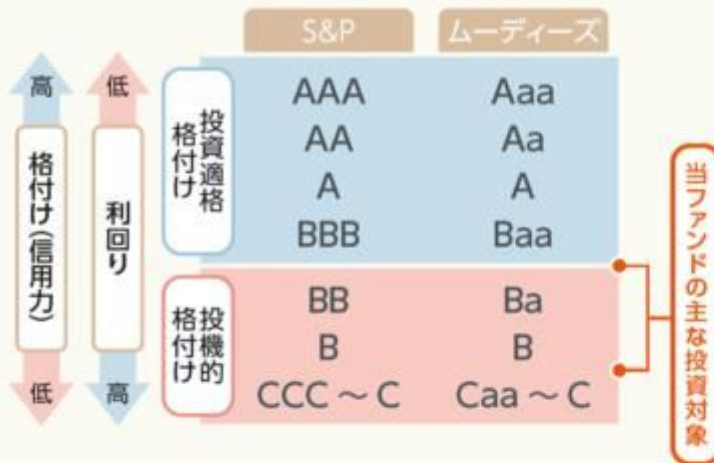 S&P ムーディーズ
高 低
格付け(信用力)
利回り
低 高
投資適格
格付け
AAA Aaa
AA Aa
A A
BBB Baa
投機的
格付け
BB Ba
B B
CCC ～ C Caa ～ C
当ファンドの主な投資対象